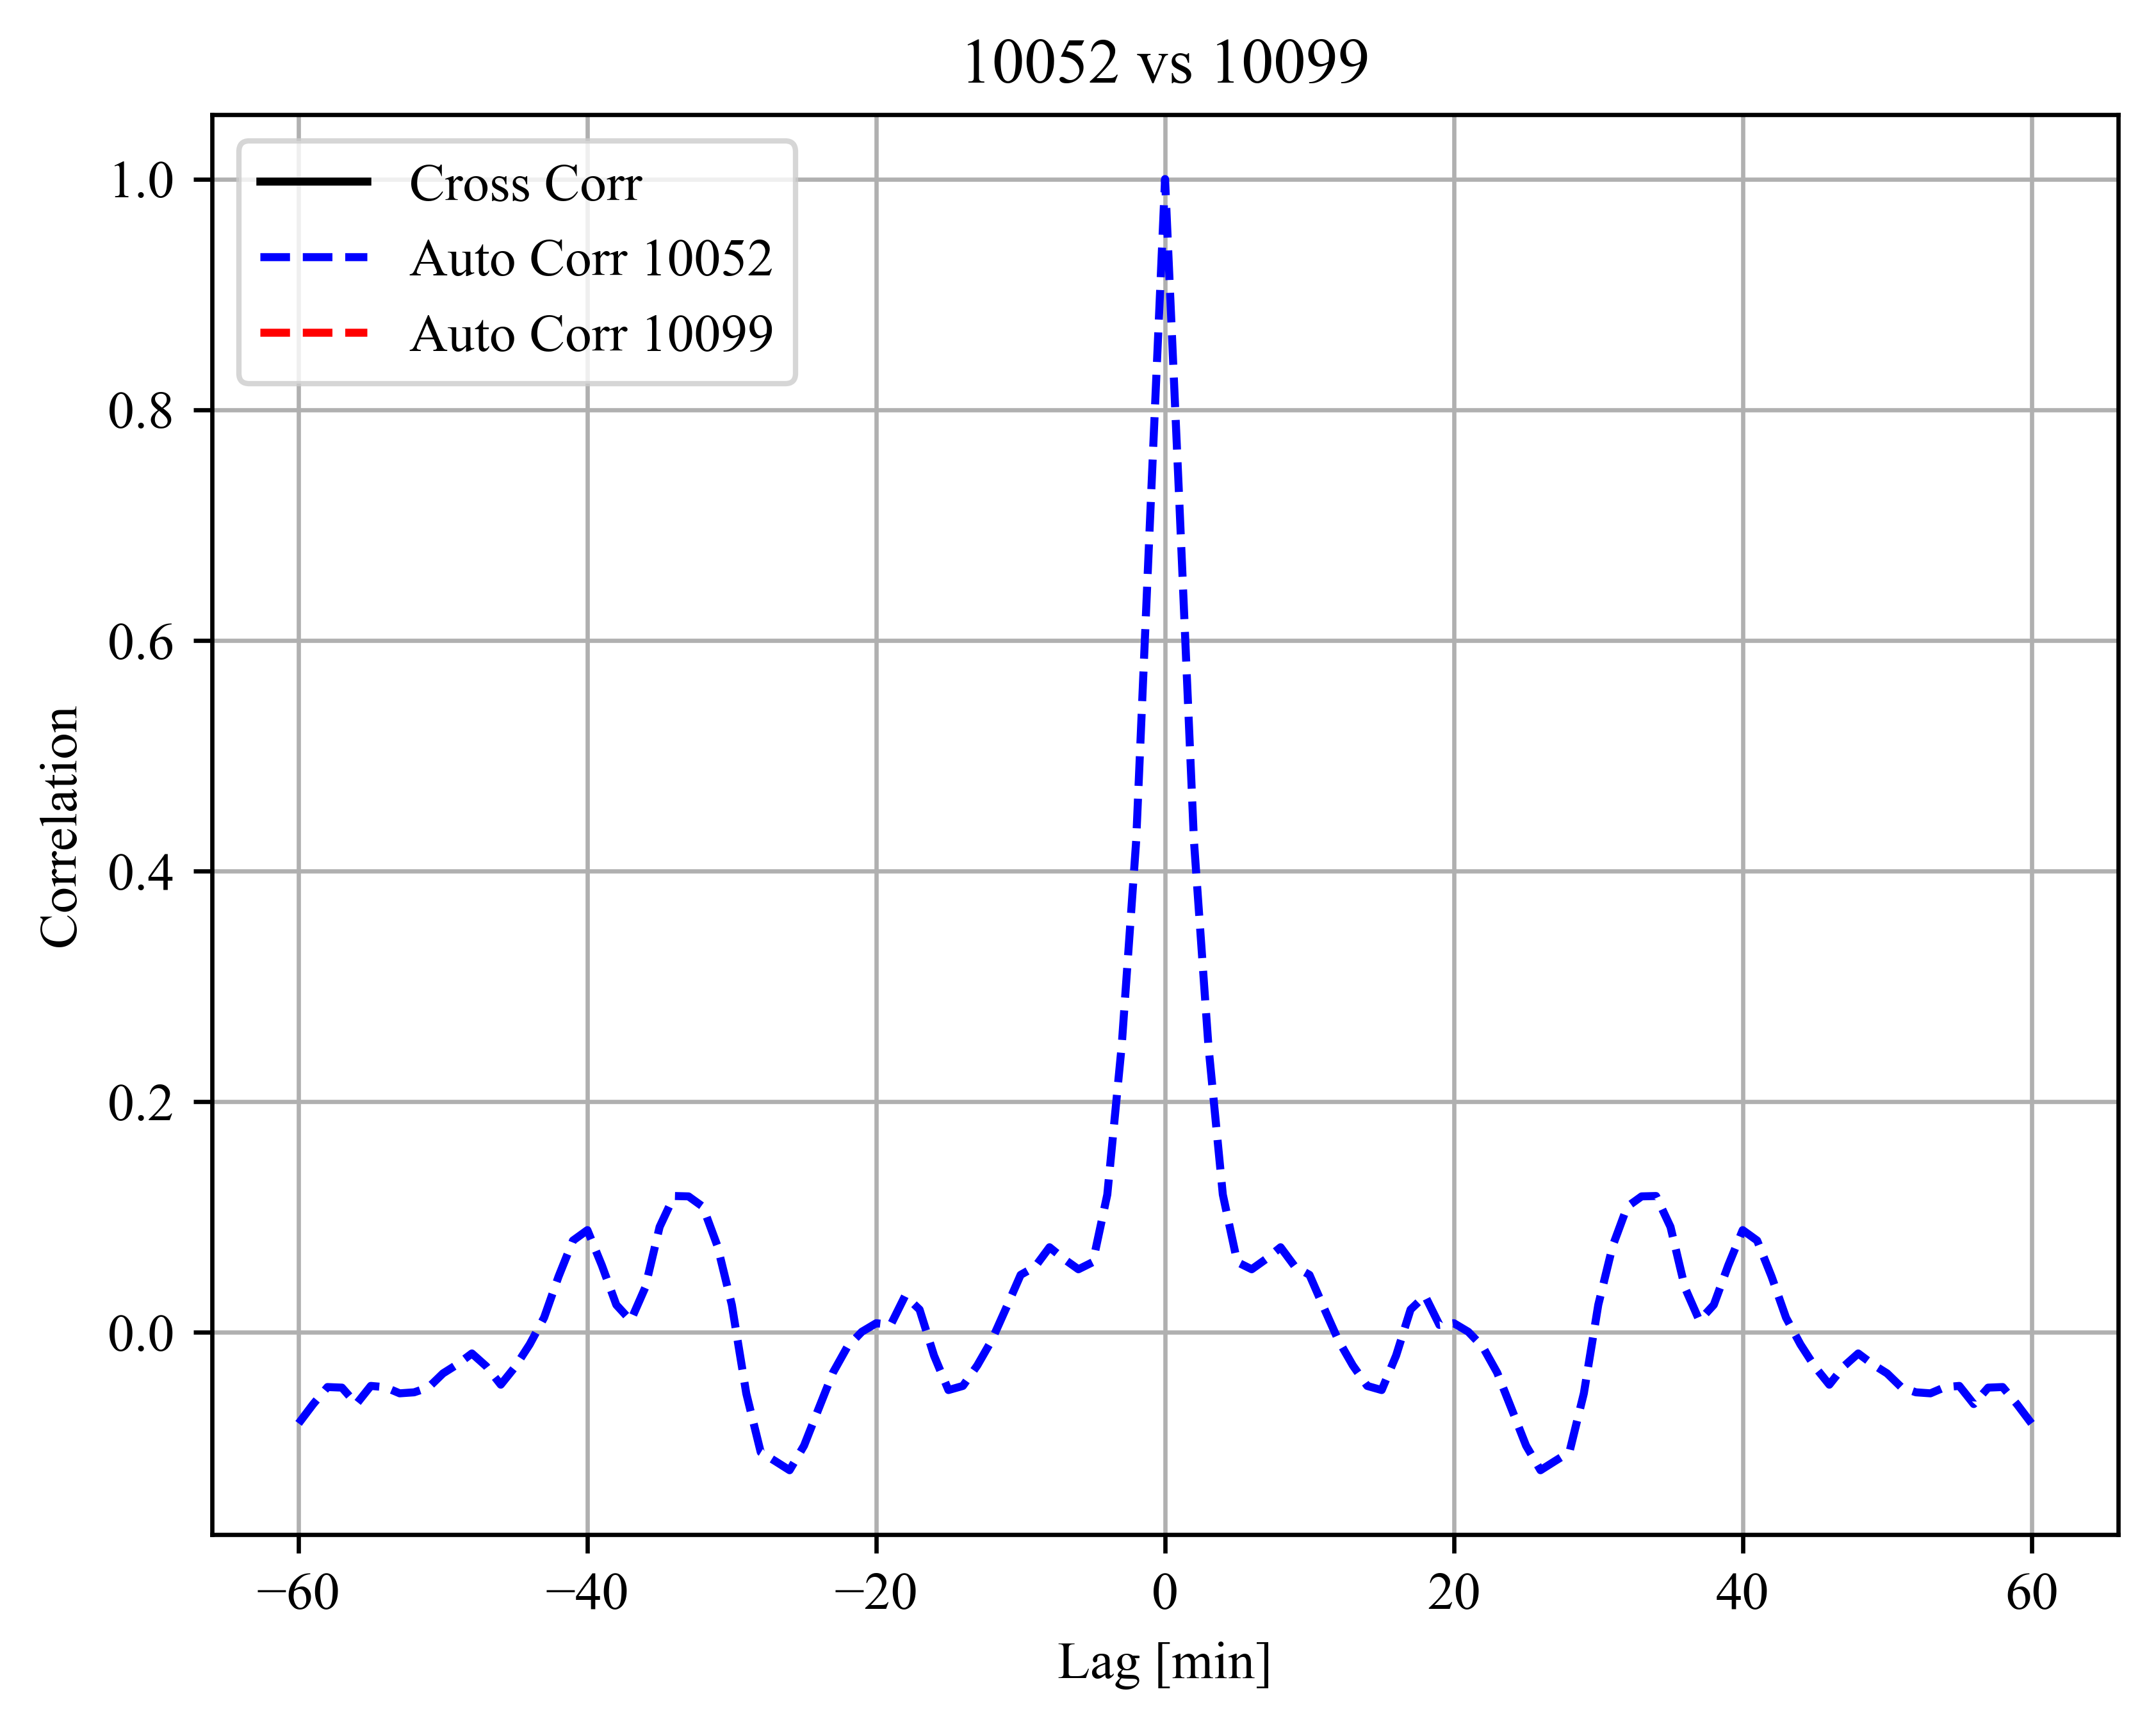 10052 vs 10099
Cross Corr
Auto Corr 10052
Auto Corr 10099
1.0
0.8
0.6
0.4
0.2
0.0
Correlation
−60 −40 −20 0 20 40 60
Lag [min]